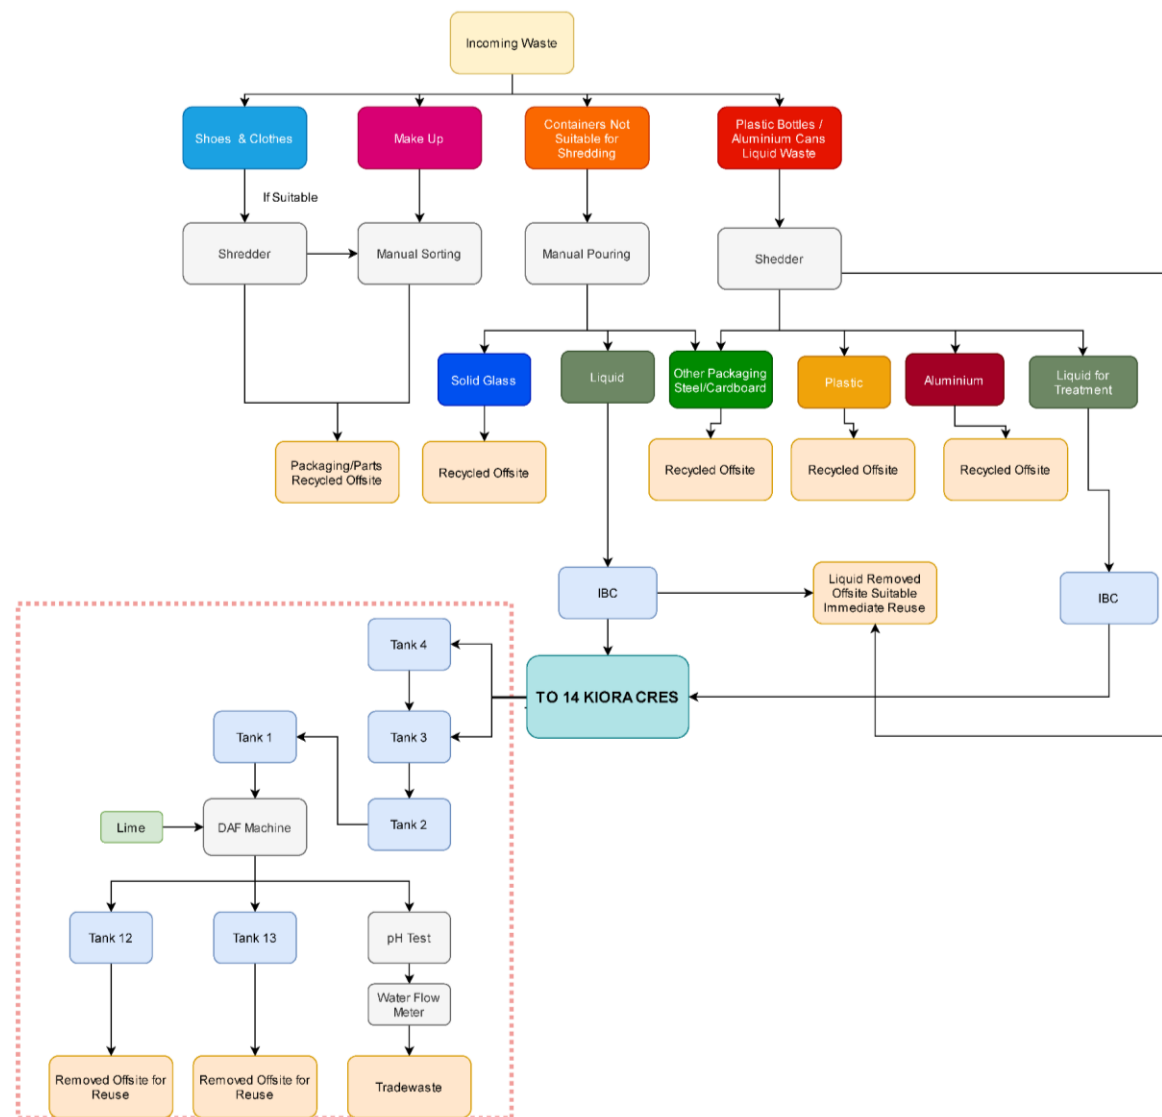 Incoming Waste
Shoes & Clothes
Make Up
Containers Not
Suitable for
Shredding
Plastic Bottles /
Aluminium Cans
Liquid Waste
If Suitable
Shredder
Manual Sorting
Manual Pouring
Shedder
Solid Glass
Liquid
Other Packaging
Steel/Cardboard
Plastic
Aluminium
Liquid for
Treatment
Packaging/Parts
Recycled Offsite
Recycled Offsite
Recycled Offsite
Recycled Offsite
Recycled Offsite
IBC
Liquid Removed
Offsite Suitable
Immediate Reuse
IBC
Tank 4
TO 14 KIORA CRES
Tank 1
Tank 3
Lime
DAF Machine
Tank 2
Tank 12
Tank 13
pH Test
Water Flow
Meter
Removed Offsite for
Reuse
Removed Offsite for
Reuse
Tradewaste